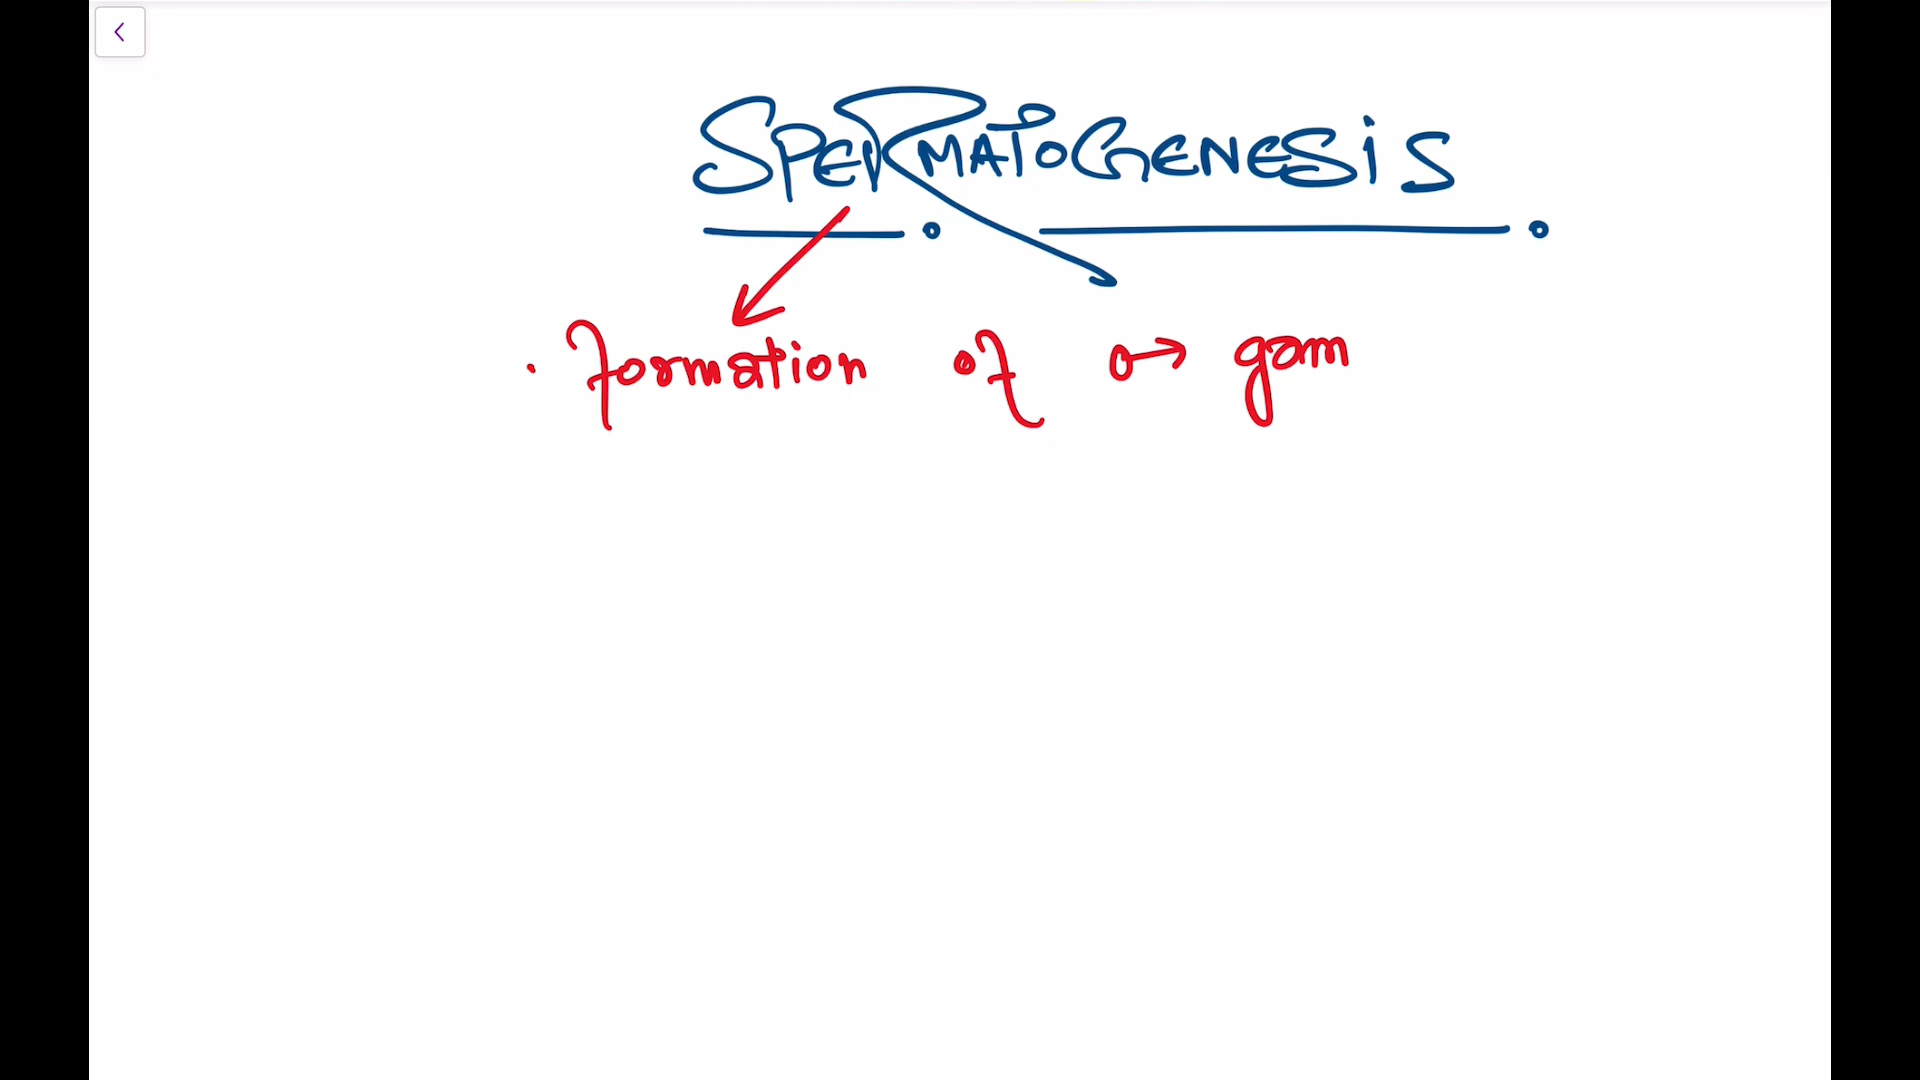 SPERMATOGENESiS
. Formation of ♂ gam